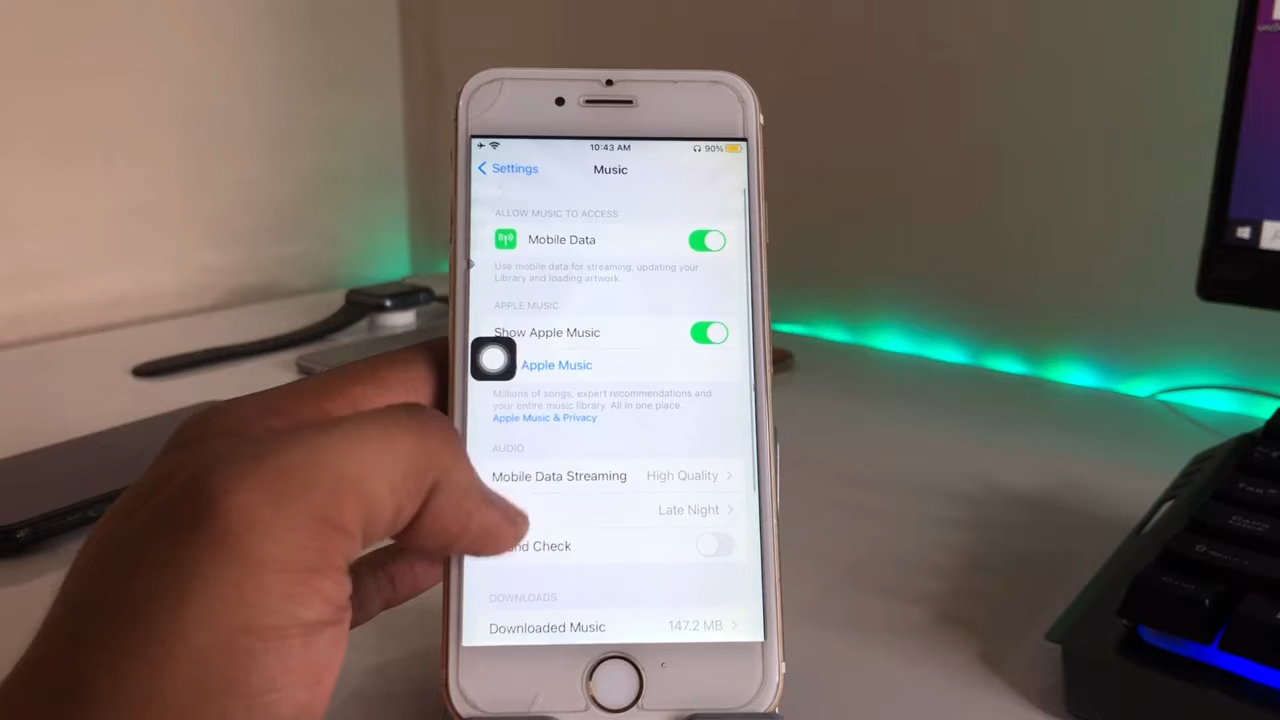 10:43 AM
90%
Settings
Music
ALLOW MUSIC TO ACCESS
Mobile Data
Use mobile data for streaming, updating your
Library and loading artwork.
APPLE MUSIC
Show Apple Music
Apple Music
Millions of songs, expert recommendations and
your entire music library. All in one place.
Apple Music & Privacy
AUDIO
Mobile Data Streaming High Quality
Late Night
Check
DOWNLOADS
Downloaded Music 147.2 MB